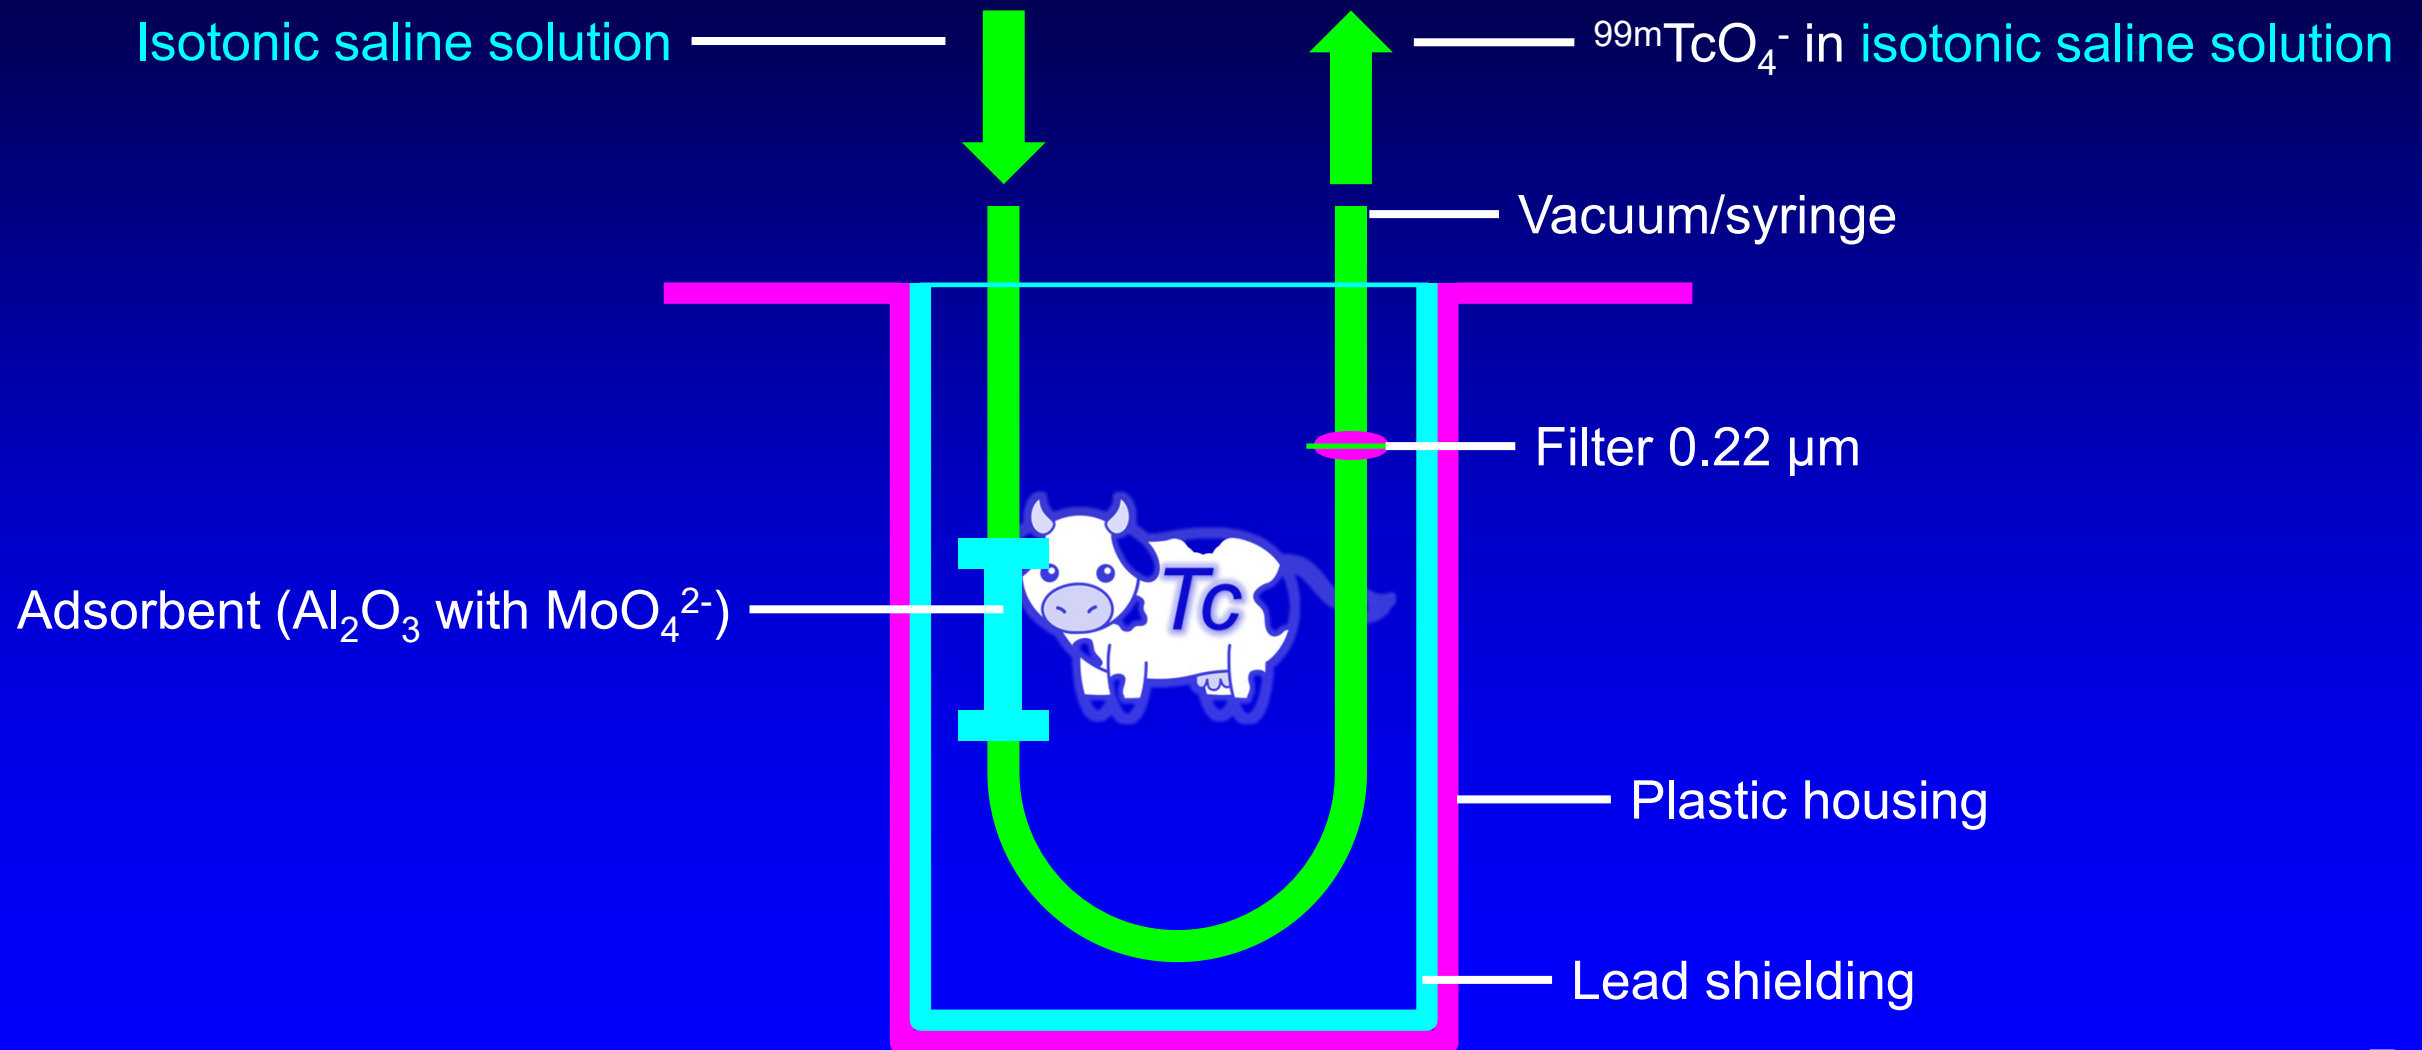 Isotonic saline solution
⁹⁹ᵐTcO₄⁻ in isotonic saline solution
Vacuum/syringe
Filter 0.22 µm
Tc
Adsorbent (Al₂O₃ with MoO₄²⁻)
Plastic housing
Lead shielding